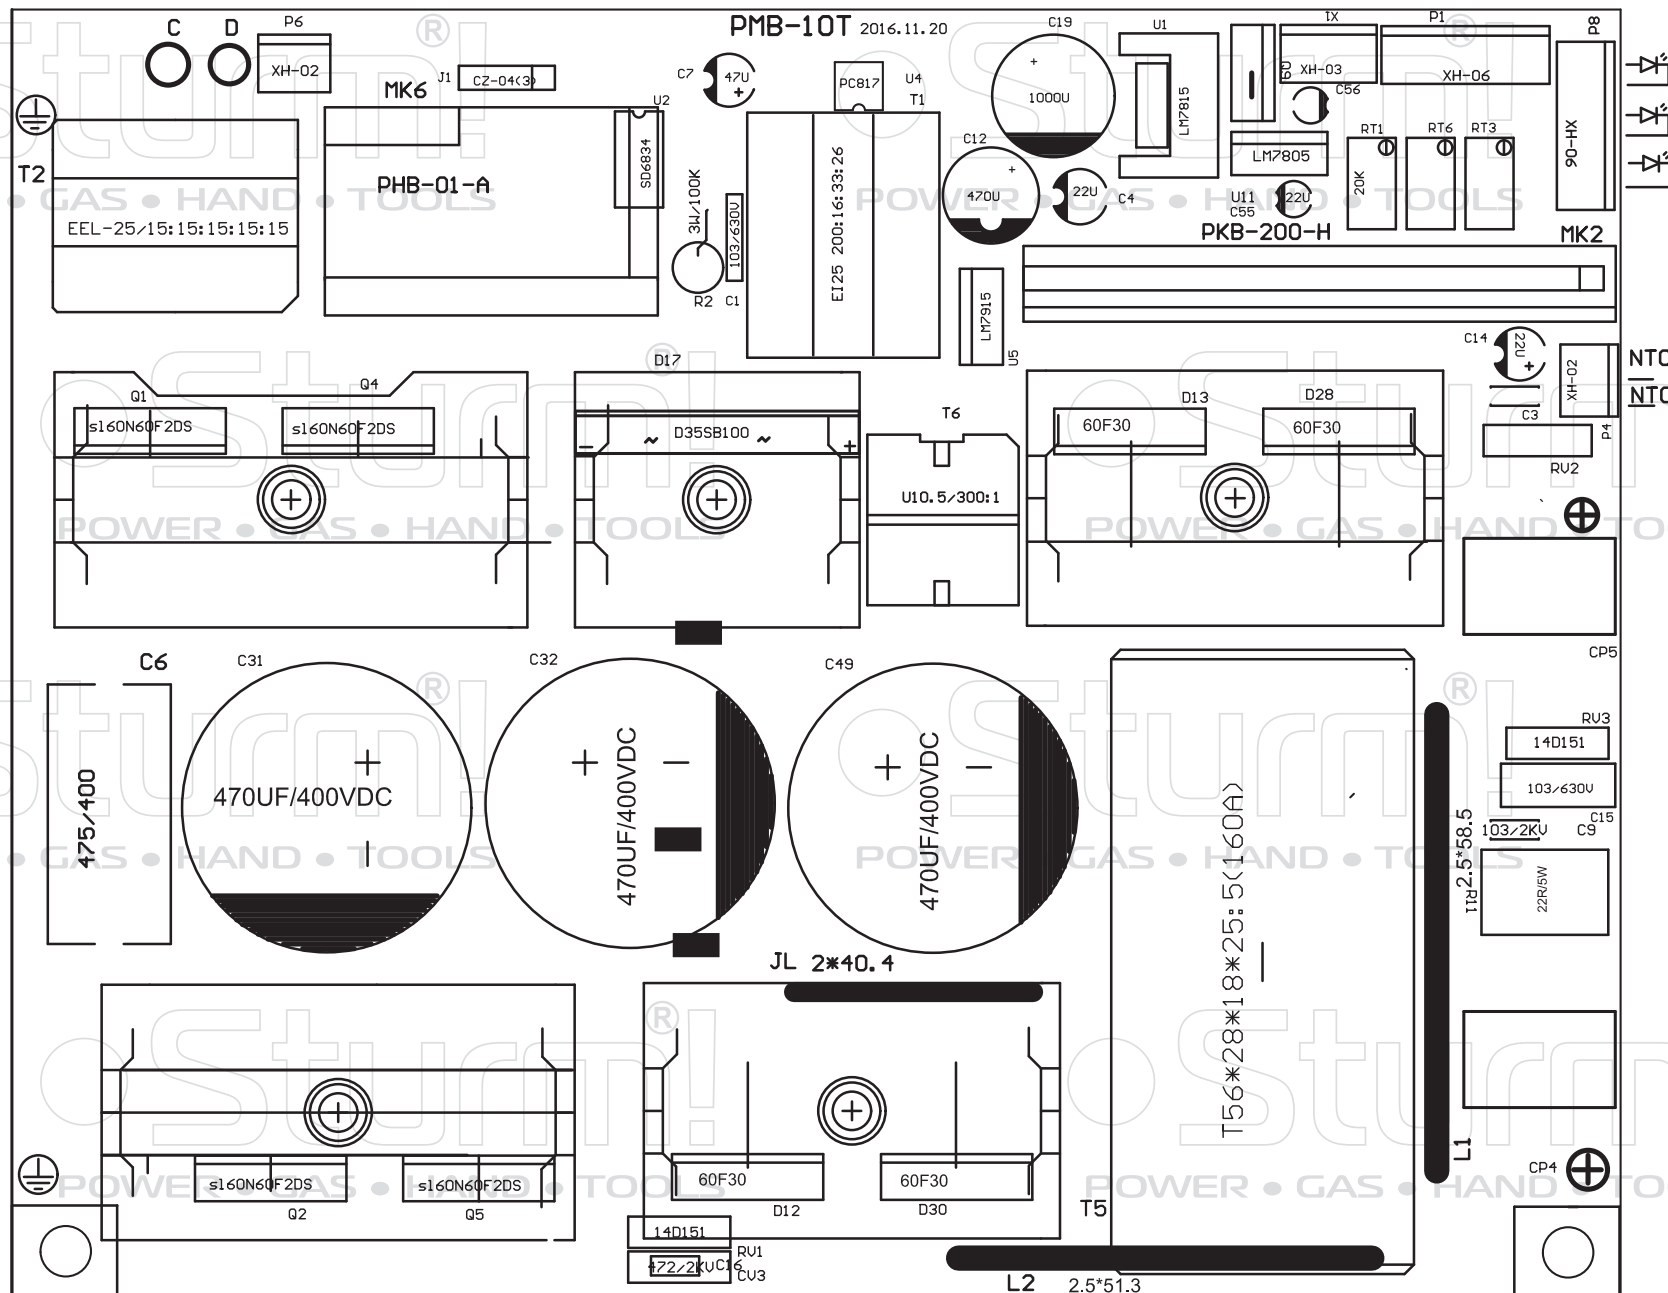 PMB-10T 2016.11.20
C
D
P6
XH-02
J1
CZ-04(3)
MK6
PHB-01-A
U2
SD6834
T2
EEL-25/15:15:15:15:15
C7
47U
PC817
U4
T1
EI25 200:16:33:26
3W/100K
R2
103/630V
C1
C19
1000U
C12
470U
22U
C4
U1
LM7815
U9
X1
XH-03
P1
XH-06
P8
XH-06
C56
LM7805
U11
C55
22U
RT1
20K
RT6
RT3
PKB-200-H
MK2
LM7915
U5
C14
22U
XH-02
P4
C3
RV2
NTC
NTC
Q1
s160N60F2DS
Q4
s160N60F2DS
D17
D35SB100
T6
U10.5/300:1
D13
60F30
D28
60F30
CP5
C6
475/400
C31
470UF/400VDC
C32
470UF/400VDC
C49
470UF/400VDC
T56*28*18*25:5(160A)
T5
2.5*58.5
L1
RV3
14D151
103/630V
C15
103/2KV
C9
R11
22R/5W
JL 2*40.4
s160N60F2DS
Q2
s160N60F2DS
Q5
60F30
D12
60F30
D30
14D151
RV1
472/2KV
C16
CV3
L2
2.5*51.3
CP4
Sturm!®
POWER • GAS • HAND • TOOLS